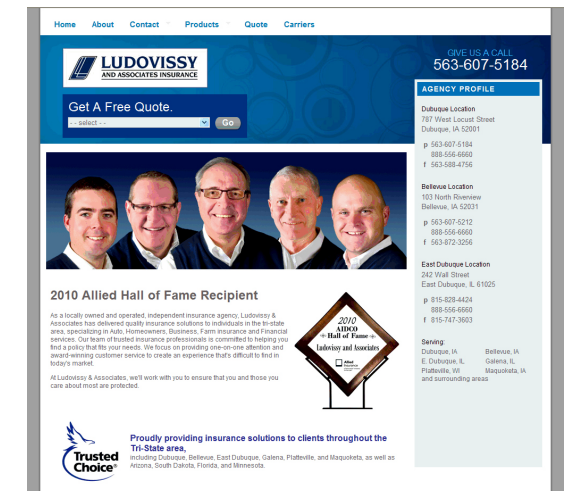 Home About Contact Products Quote Carriers
LUDOVISSY
AND ASSOCIATES INSURANCE
GIVE US A CALL
563-607-5184
Get A Free Quote.
-- select -- Go
AGENCY PROFILE
Dubuque Location
787 West Locust Street
Dubuque, IA 52001
p 563-607-5184
888-556-6660
f 563-588-4756
Bellevue Location
103 North Riverview
Bellevue, IA 52031
p 563-607-5212
888-556-6660
f 563-872-3256
East Dubuque Location
242 Wall Street
East Dubuque, IL 61025
p 815-828-4424
888-556-6660
f 815-747-3603
Serving:
Dubuque, IA Bellevue, IA
E. Dubuque, IL Galena, IL
Platteville, WI Maquoketa, IA
and surrounding areas
2010 Allied Hall of Fame Recipient
As a locally owned and operated, independent insurance agency, Ludovissy &
Associates has delivered quality insurance solutions to individuals in the tri-state
area, specializing in Auto, Homeowners, Business, Farm insurance and Financial
services. Our team of trusted insurance professionals is committed to helping you
find a policy that fits your needs. We focus on providing one-on-one attention and
award-winning customer service to create an experience that's difficult to find in
today's market.
At Ludovissy & Associates, we'll work with you to ensure that you and those you
care about most are protected.
2010
AIDCO
Hall of Fame
Ludovissy and Associates
Allied
Trusted
Choice®
Proudly providing insurance solutions to clients throughout the
Tri-State area,
including Dubuque, Bellevue, East Dubuque, Galena, Platteville, and Maquoketa, as well as
Arizona, South Dakota, Florida, and Minnesota.